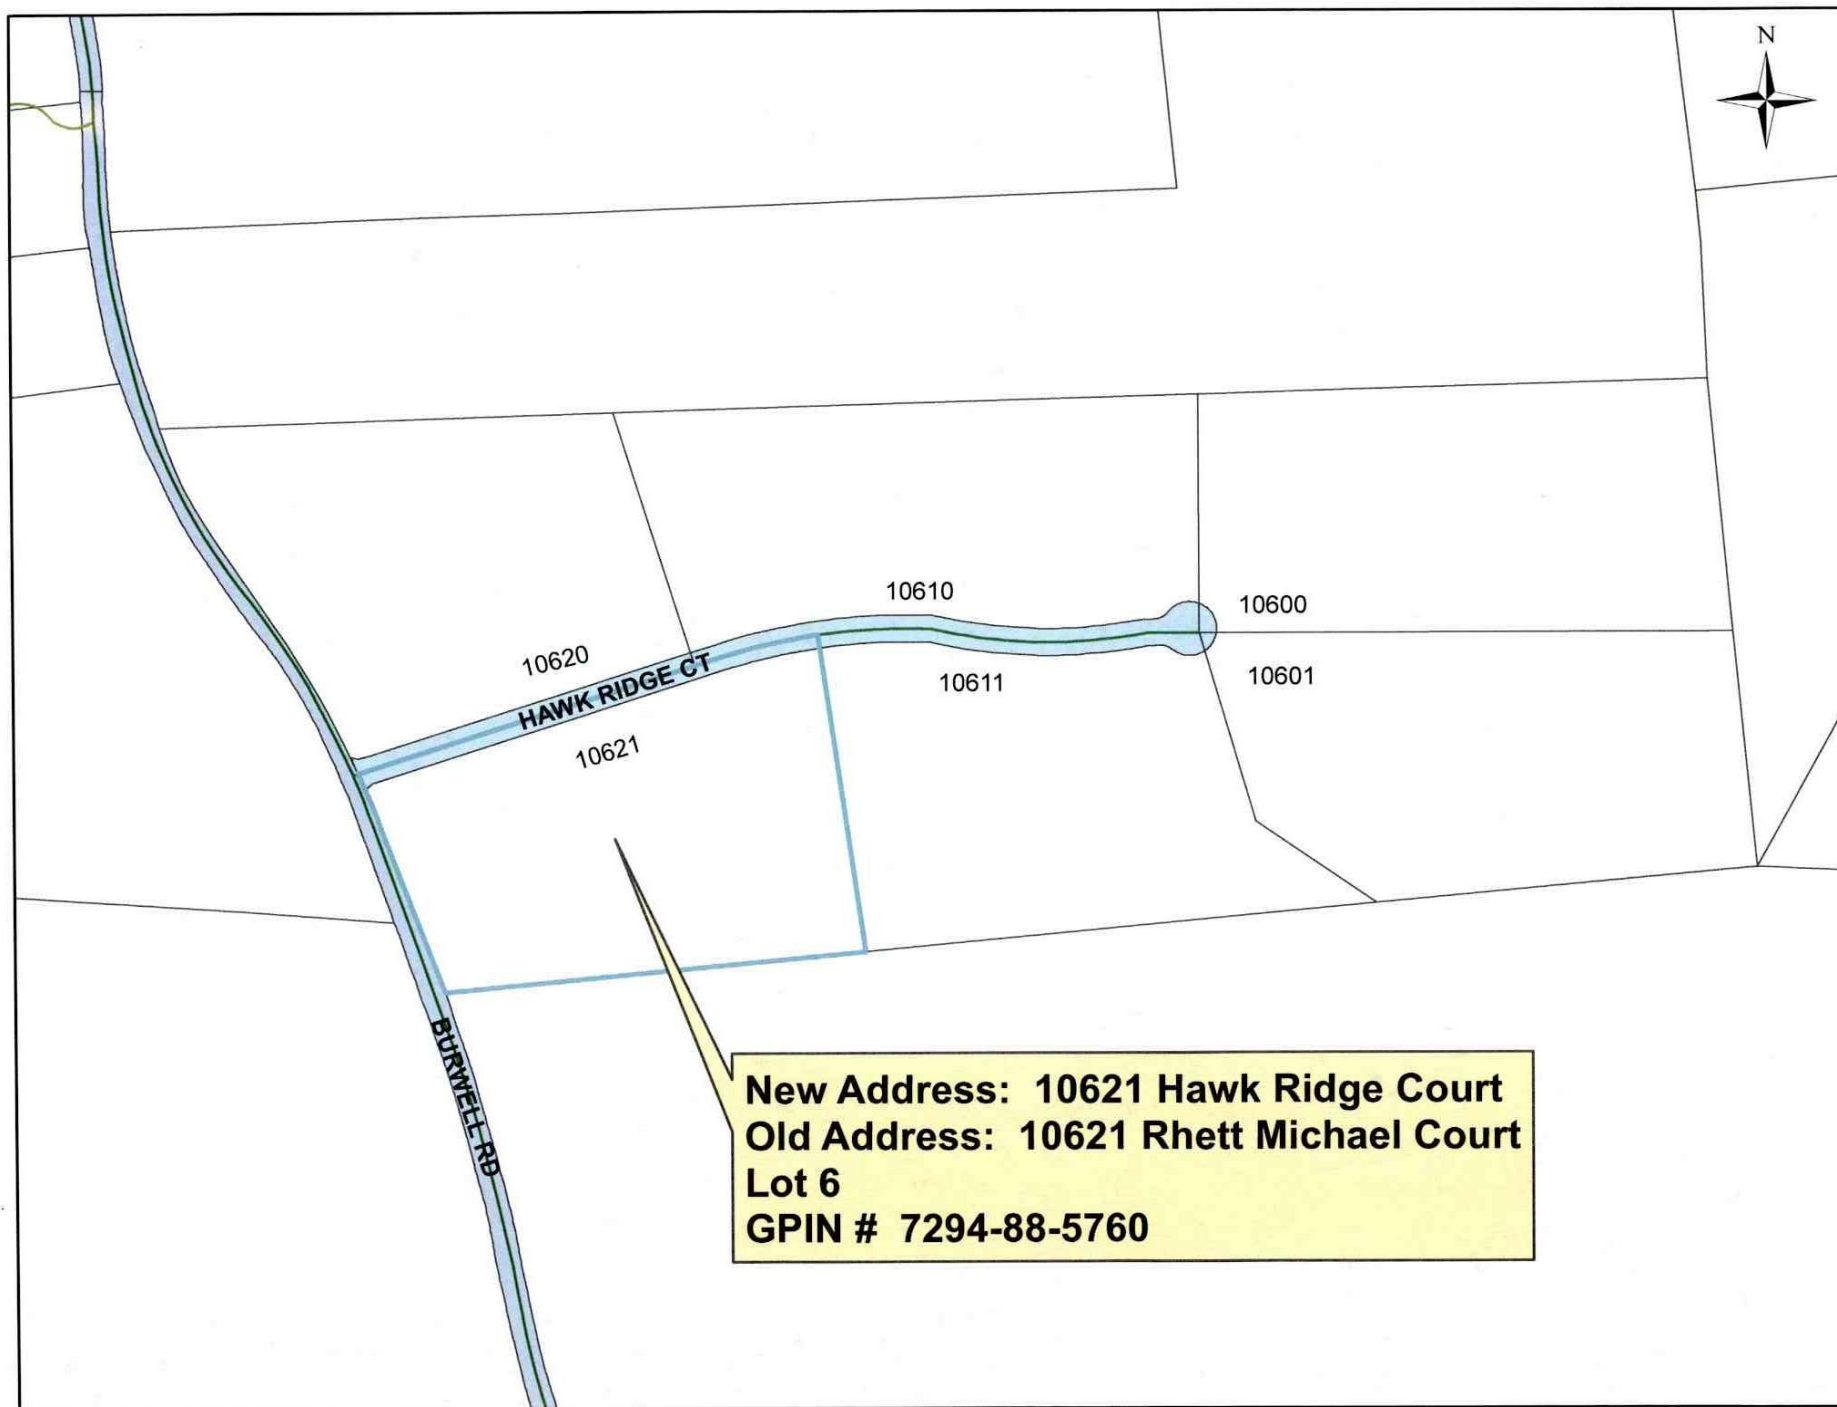 N
10610
10600
10620
HAWK RIDGE CT
10611
10601
10621
BURWELL RD
New Address: 10621 Hawk Ridge Court
Old Address: 10621 Rhett Michael Court
Lot 6
GPIN # 7294-88-5760